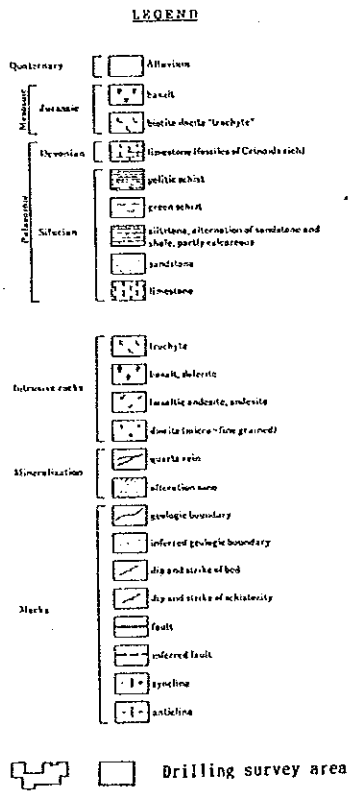 LEGEND
Quaternary Alluvium
Mesozoic
Jurassic basalt
biotite dacite "trachyte"
Palaeozoic
Devonian limestone (fossiles of Crinoids rich)
Silurian pelitic schist
green schist
siltstone, alternation of sandstone and
shale, partly calcareous
sandstone
limestone
Intrusive rocks trachyte
basalt, dolerite
basaltic andesite, andesite
diorite (micro - fine grained)
Mineralization quartz vein
alteration zone
Marks geologic boundary
inferred geologic boundary
dip and strike of bed
dip and strike of schistosity
fault
inferred fault
syncline
anticline
Drilling survey area